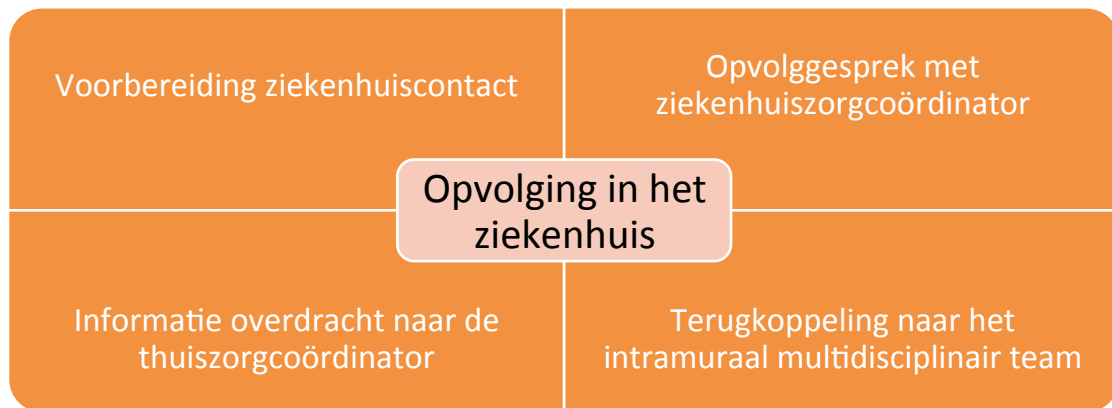 Voorbereiding ziekenhuiscontact
Opvolggesprek met
ziekenhuiszorgcoördinator
Opvolging in het
ziekenhuis
Informatie overdracht naar de
thuiszorgcoördinator
Terugkoppeling naar het
intramuraal multidisciplinair team